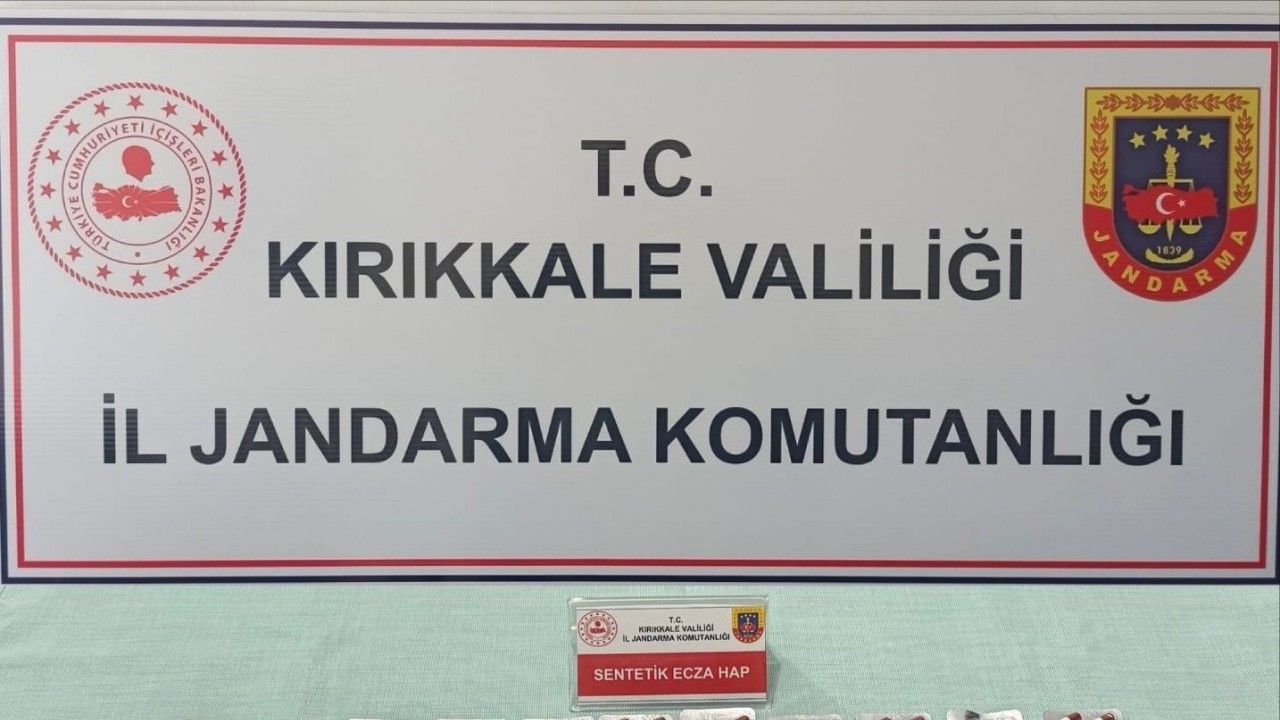 TÜRKİYE CUMHURİYETİ İÇİŞLERİ BAKANLIĞI
T.C.
KIRIKKALE VALİLİĞİ
İL JANDARMA KOMUTANLIĞI
1839
JANDARMA
T.C.
KIRIKKALE VALİLİĞİ
İL JANDARMA KOMUTANLIĞI
SENTETİK ECZA HAP